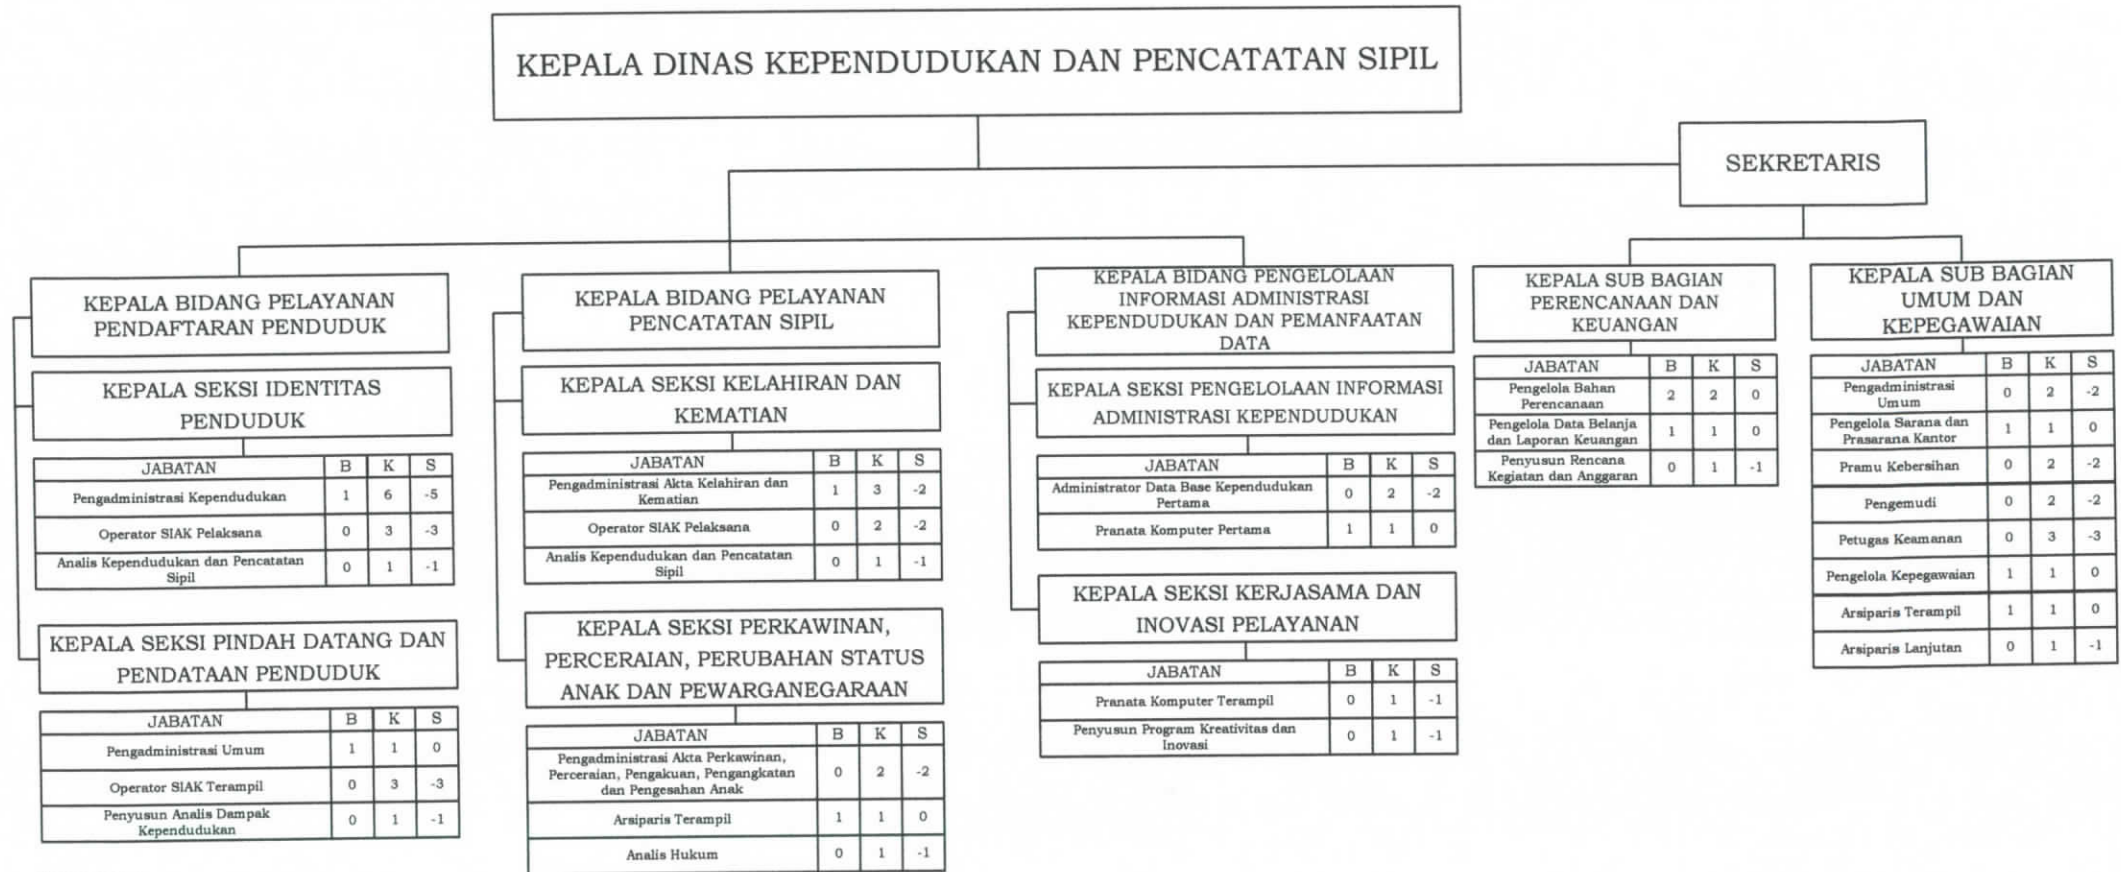 KEPALA DINAS KEPENDUDUKAN DAN PENCATATAN SIPIL
SEKRETARIS
KEPALA BIDANG PELAYANAN
PENDAFTARAN PENDUDUK
KEPALA SEKSI IDENTITAS
PENDUDUK
JABATAN B K S
Pengadministrasi Kependudukan 1 6 -5
Operator SIAK Pelaksana 0 3 -3
Analis Kependudukan dan Pencatatan
Sipil 0 1 -1
KEPALA SEKSI PINDAH DATANG DAN
PENDATAAN PENDUDUK
JABATAN B K S
Pengadministrasi Umum 1 1 0
Operator SIAK Terampil 0 3 -3
Penyusun Analis Dampak
Kependudukan 0 1 -1
KEPALA BIDANG PELAYANAN
PENCATATAN SIPIL
KEPALA SEKSI KELAHIRAN DAN
KEMATIAN
JABATAN B K S
Pengadministrasi Akta Kelahiran dan
Kematian 1 3 -2
Operator SIAK Pelaksana 0 2 -2
Analis Kependudukan dan Pencatatan
Sipil 0 1 -1
KEPALA SEKSI PERKAWINAN,
PERCERAIAN, PERUBAHAN STATUS
ANAK DAN PEWARGANEGARAAN
JABATAN B K S
Pengadministrasi Akta Perkawinan,
Perceraian, Pengakuan, Pengangkatan
dan Pengesahan Anak 0 2 -2
Arsiparis Terampil 1 1 0
Analis Hukum 0 1 -1
KEPALA BIDANG PENGELOLAAN
INFORMASI ADMINISTRASI
KEPENDUDUKAN DAN PEMANFAATAN
DATA
KEPALA SEKSI PENGELOLAAN INFORMASI
ADMINISTRASI KEPENDUDUKAN
JABATAN B K S
Administrator Data Base Kependudukan
Pertama 0 2 -2
Pranata Komputer Pertama 1 1 0
KEPALA SEKSI KERJASAMA DAN
INOVASI PELAYANAN
JABATAN B K S
Pranata Komputer Terampil 0 1 -1
Penyusun Program Kreativitas dan
Inovasi 0 1 -1
KEPALA SUB BAGIAN
PERENCANAAN DAN
KEUANGAN
JABATAN B K S
Pengelola Bahan
Perencanaan 2 2 0
Pengelola Data Belanja
dan Laporan Keuangan 1 1 0
Penyusun Rencana
Kegiatan dan Anggaran 0 1 -1
KEPALA SUB BAGIAN
UMUM DAN
KEPEGAWAIAN
JABATAN B K S
Pengadministrasi
Umum 0 2 -2
Pengelola Sarana dan
Prasarana Kantor 1 1 0
Pramu Kebersihan 0 2 -2
Pengemudi 0 2 -2
Petugas Keamanan 0 3 -3
Pengelola Kepegawaian 1 1 0
Arsiparis Terampil 1 1 0
Arsiparis Lanjutan 0 1 -1